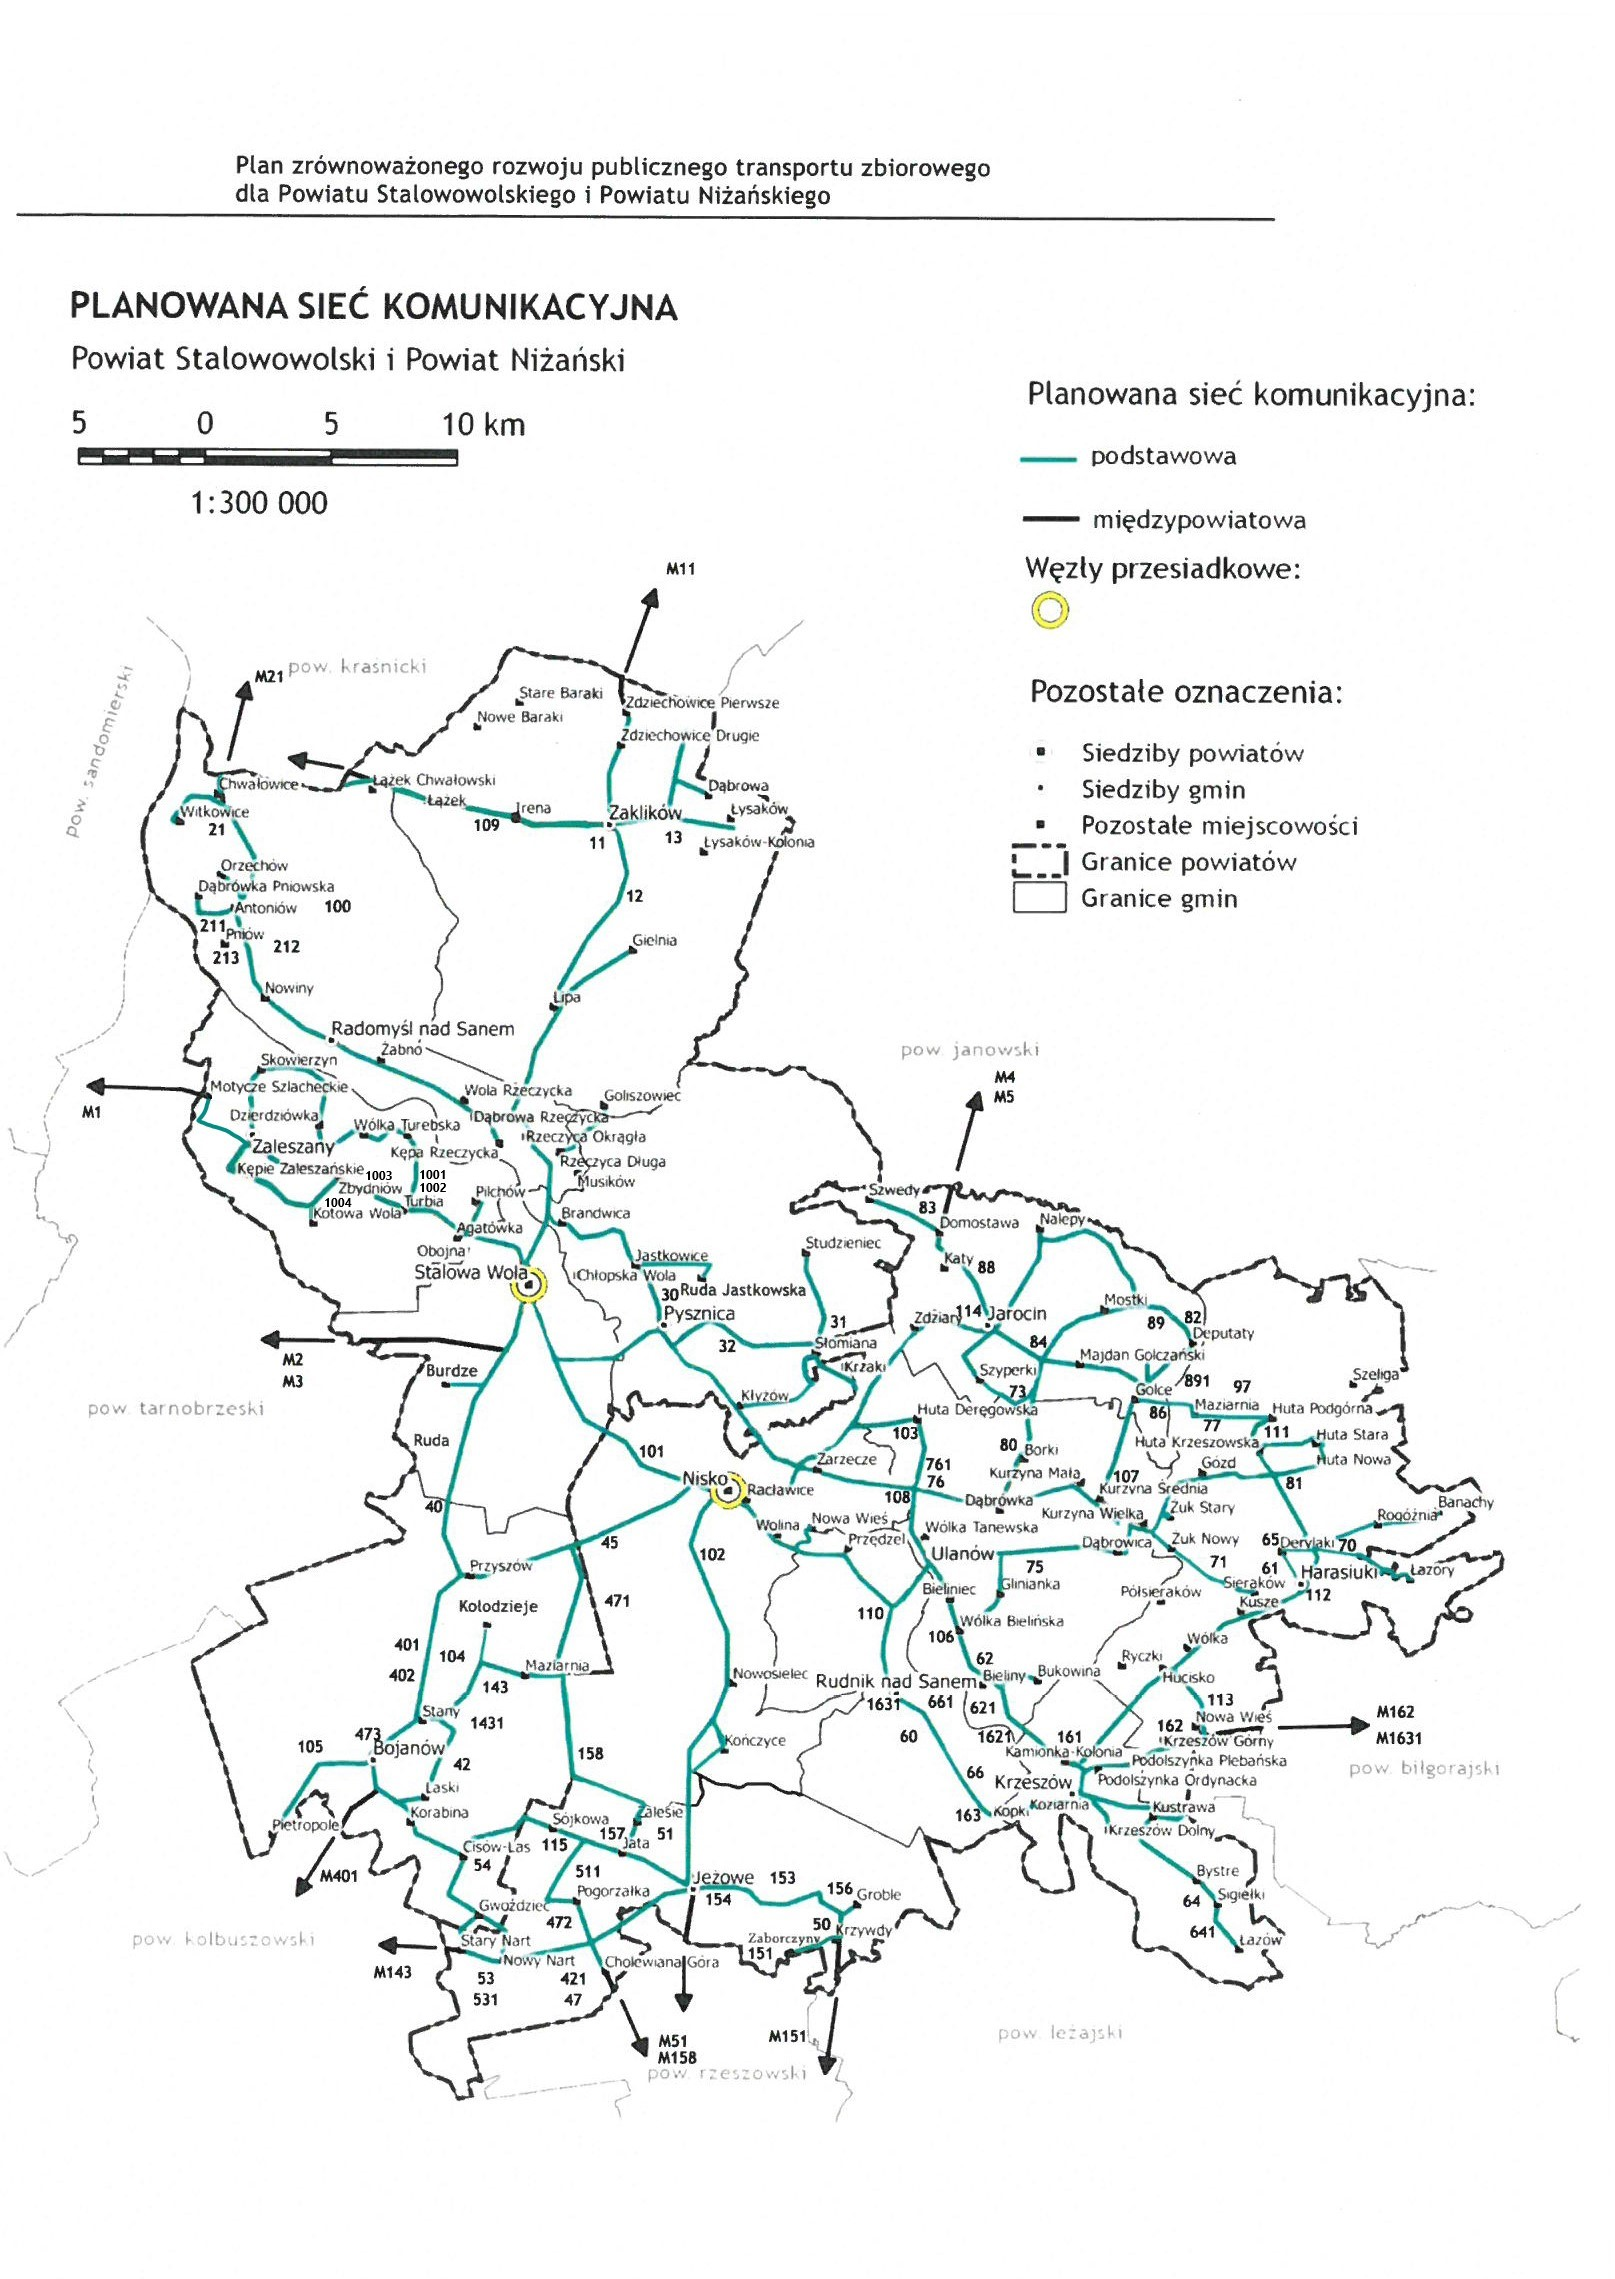 Plan zrównoważonego rozwoju publicznego transportu zbiorowego
dla Powiatu Stalowowolskiego i Powiatu Niżańskiego
PLANOWANA SIEĆ KOMUNIKACYJNA
Powiat Stalowowolski i Powiat Niżański
5 0 5 10 km
1:300 000
Planowana sieć komunikacyjna:
podstawowa
międzypowiatowa
Węzły przesiadkowe:
Pozostałe oznaczenia:
Siedziby powiatów
Siedziby gmin
Pozostałe miejscowości
Granice powiatów
Granice gmin
M11
M21
pow. kraśnicki
pow. sandomierski
Stare Baraki
Zdziechowice Pierwsze
Nowe Baraki
Zdziechowice Drugie
Chwałowice
Łążek Chwałowski
Dąbrowa
Łążek
Irena
Zaklików
Łysaków
Witkowice
21
109
11
13
Łysaków-Kolonia
Orzechów
Dąbrówka Pniowska
12
Antoniów
100
211
Pniów
212
213
Gielnia
Nowiny
Lipa
Radomyśl nad Sanem
Żabno
pow. janowski
Skowierzyn
M4
M5
Motycze Szlacheckie
Wola Rzeczycka
Goliszowiec
M1
Dzierdziówka
Dąbrowa Rzeczycka
Wólka Turebska
Rzeczyca Okrągła
Zaleszany
Kępa Rzeczycka
Rzeczyca Długa
Kępie Zaleszańskie
1003
1001
Musików
Zbydniów
1002
Pilchów
Szwedy
1004
Turbia
83
Kotowa Wola
Brandwica
Agatówka
Domostawa
Nalepy
Obojna
Jastkowice
Studzieniec
Katy
88
Stalowa Wola
Chłopska Wola
30
Ruda Jastkowska
Mostki
Pysznica
Zdziary
114
Jarocin
31
89
82
M2
M3
32
Słomiana
84
Deputaty
Burdze
Krzaki
Majdan Golczański
Szyperki
Szeliga
pow. tarnobrzeski
Kłyżów
73
Golce
891
97
Maziarnia
Huta Podgórna
Huta Deręgowska
86
77
103
111
Huta Stara
Ruda
101
80
Borki
Huta Krzeszowska
Zarzecze
761
Gózd
Huta Nowa
Nisko
Kurzyna Mała
107
76
81
Racławice
Kurzyna Średnia
108
Dąbrówka
Banachy
40
Żuk Stary
Rogóźnia
Kurzyna Wielka
Wolina
Nowa Wieś
Wólka Tanewska
45
Przędzel
Dąbrowica
Żuk Nowy
65
Derylaki
70
102
Ulanów
75
71
61
Harasiuki
Łazory
Przyszów
Glinianka
Sieraków
Bieliniec
Półsieraków
112
471
Kołodzieje
Kusze
110
Wólka Bielińska
106
401
Wólka
402
104
62
Ryczki
Maziarnia
Nowosielec
Rudnik nad Sanem
Bieliny
Bukowina
Hucisko
143
1631
661
621
113
Stany
1431
Nowa Wieś
M162
473
162
M1631
105
Bojanów
60
1621
161
Krzeszów Górny
Kończyce
Kamionka-Kolonia
158
42
Podolszynka Plebańska
pow. biłgorajski
66
Krzeszów
Podolszynka Ordynacka
Laski
Korabina
Zalesie
163
Kopki
Koziarnia
Kustrawa
Pietropole
Sójkowa
157
51
Krzeszów Dolny
Cisów-Las
115
Jata
54
M401
511
Jeżowe
153
Bystre
Pogorzałka
154
156
Groble
64
Sigiełki
Gwoździec
472
50
Krzywdy
641
pow. kolbuszowski
Stary Nart
Zaborczyny
151
Łazów
M143
Nowy Nart
Cholewiana Góra
53
421
531
47
M51
M158
M151
pow. leżajski
pow. rzeszowski